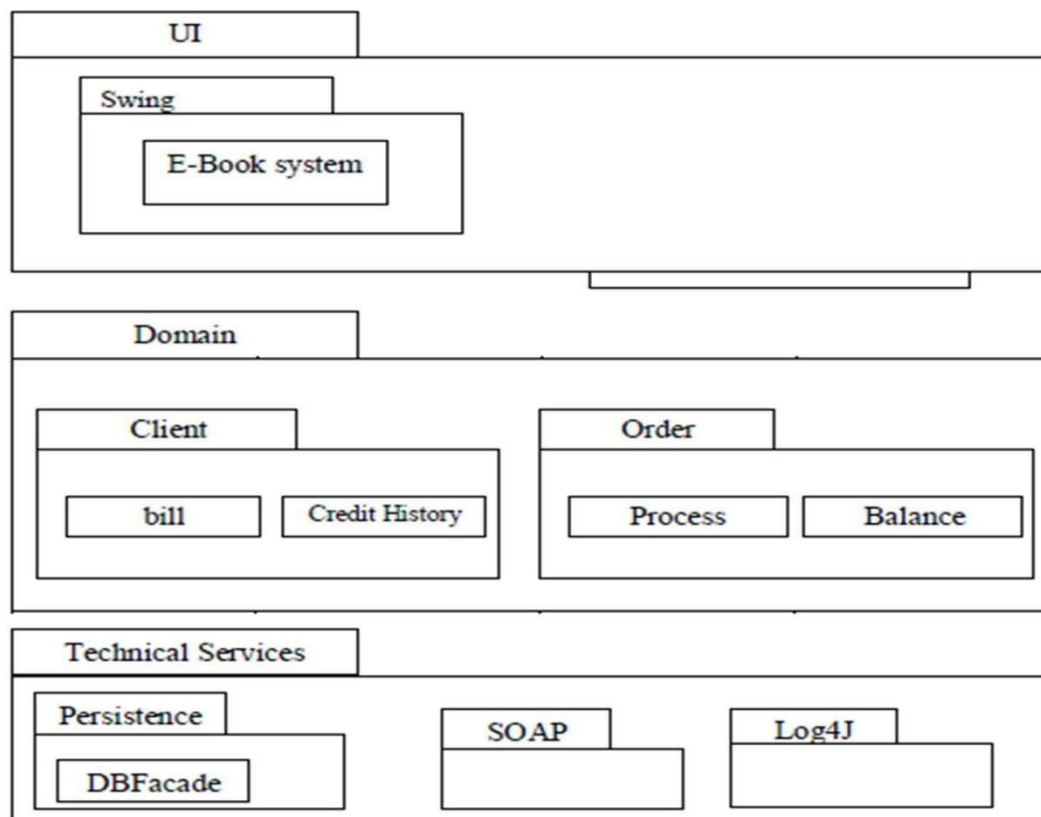 UI
Swing
E-Book system
Domain
Client
Order
bill
Credit History
Process
Balance
Technical Services
Persistence
SOAP
Log4J
DBFacade